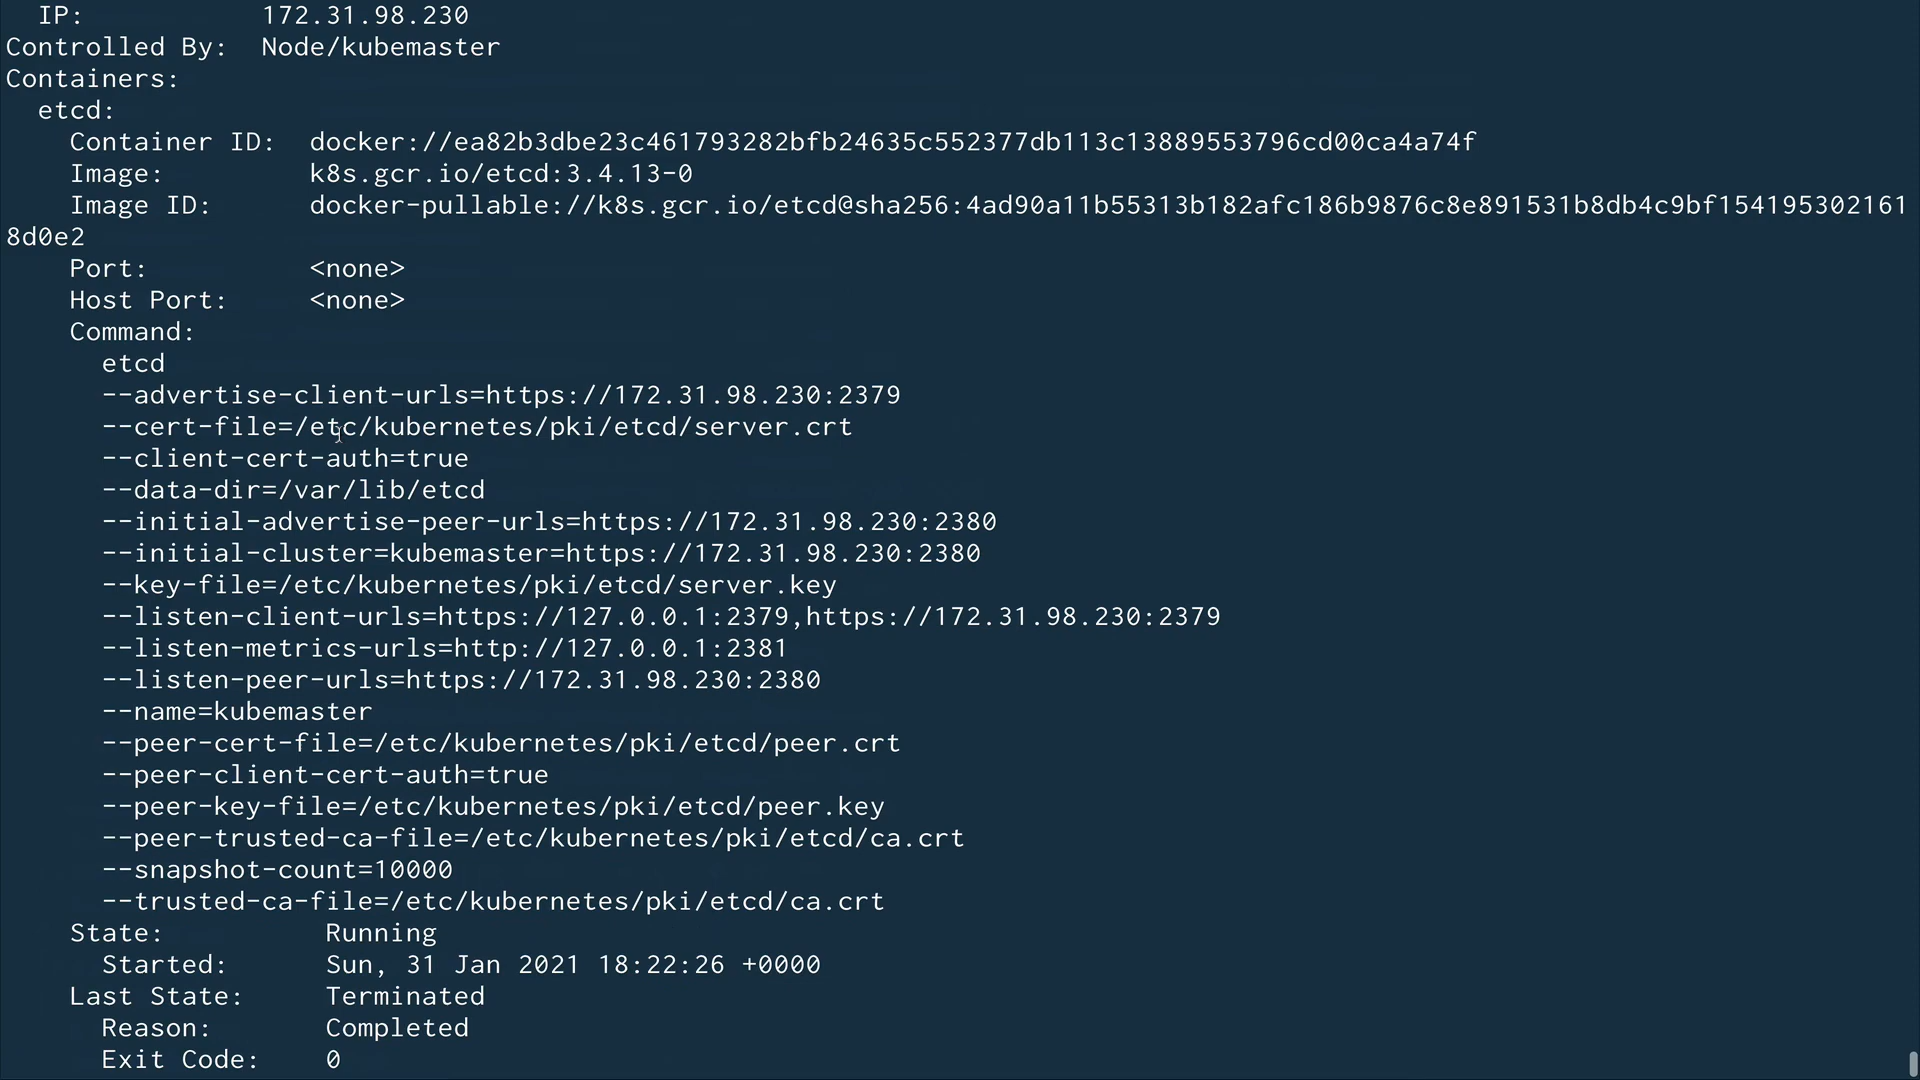 IP: 172.31.98.230
Controlled By: Node/kubemaster
Containers:
etcd:
Container ID: docker://ea82b3dbe23c461793282bfb24635c552377db113c13889553796cd00ca4a74f
Image: k8s.gcr.io/etcd:3.4.13-0
Image ID: docker-pullable://k8s.gcr.io/etcd@sha256:4ad90a11b55313b182afc186b9876c8e891531b8db4c9bf154195302161
8d0e2
Port: <none>
Host Port: <none>
Command:
etcd
--advertise-client-urls=https://172.31.98.230:2379
--cert-file=/etc/kubernetes/pki/etcd/server.crt
--client-cert-auth=true
--data-dir=/var/lib/etcd
--initial-advertise-peer-urls=https://172.31.98.230:2380
--initial-cluster=kubemaster=https://172.31.98.230:2380
--key-file=/etc/kubernetes/pki/etcd/server.key
--listen-client-urls=https://127.0.0.1:2379,https://172.31.98.230:2379
--listen-metrics-urls=http://127.0.0.1:2381
--listen-peer-urls=https://172.31.98.230:2380
--name=kubemaster
--peer-cert-file=/etc/kubernetes/pki/etcd/peer.crt
--peer-client-cert-auth=true
--peer-key-file=/etc/kubernetes/pki/etcd/peer.key
--peer-trusted-ca-file=/etc/kubernetes/pki/etcd/ca.crt
--snapshot-count=10000
--trusted-ca-file=/etc/kubernetes/pki/etcd/ca.crt
State: Running
Started: Sun, 31 Jan 2021 18:22:26 +0000
Last State: Terminated
Reason: Completed
Exit Code: 0